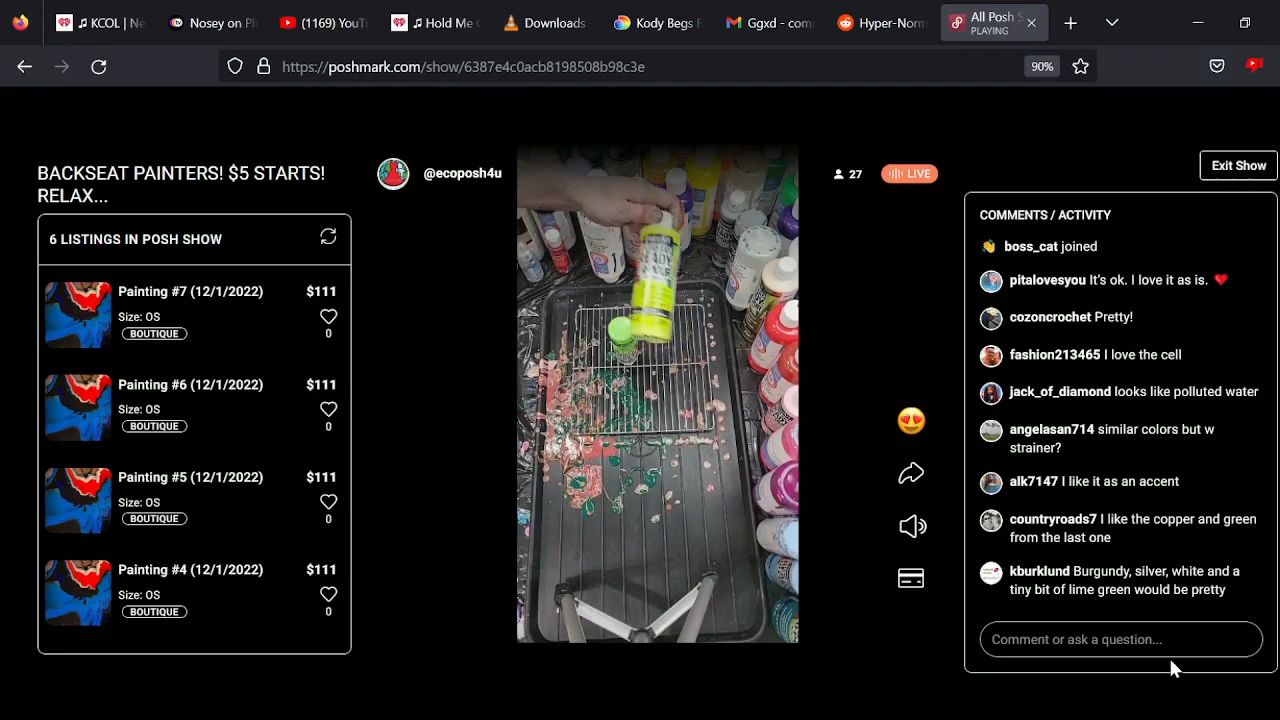 ♫ KCOL | Ne
Nosey on Pl
(1169) YouTu
♫ Hold Me C
Downloads
Kody Begs F
Ggxd - com
Hyper-Norm
All Posh S
PLAYING
https://poshmark.com/show/6387e4c0acb8198508b98c3e
90%
BACKSEAT PAINTERS! $5 STARTS!
RELAX...
@ecoposh4u
27
LIVE
Exit Show
6 LISTINGS IN POSH SHOW
Painting #7 (12/1/2022) $111
Size: OS
BOUTIQUE
0
Painting #6 (12/1/2022) $111
Size: OS
BOUTIQUE
0
Painting #5 (12/1/2022) $111
Size: OS
BOUTIQUE
0
Painting #4 (12/1/2022) $111
Size: OS
BOUTIQUE
0
COMMENTS / ACTIVITY
boss_cat joined
pitalovesyou It's ok. I love it as is. ❤️
cozoncrochet Pretty!
fashion213465 I love the cell
jack_of_diamond looks like polluted water
angelasan714 similar colors but w
strainer?
alk7147 I like it as an accent
countryroads7 I like the copper and green
from the last one
kburklund Burgundy, silver, white and a
tiny bit of lime green would be pretty
Comment or ask a question...